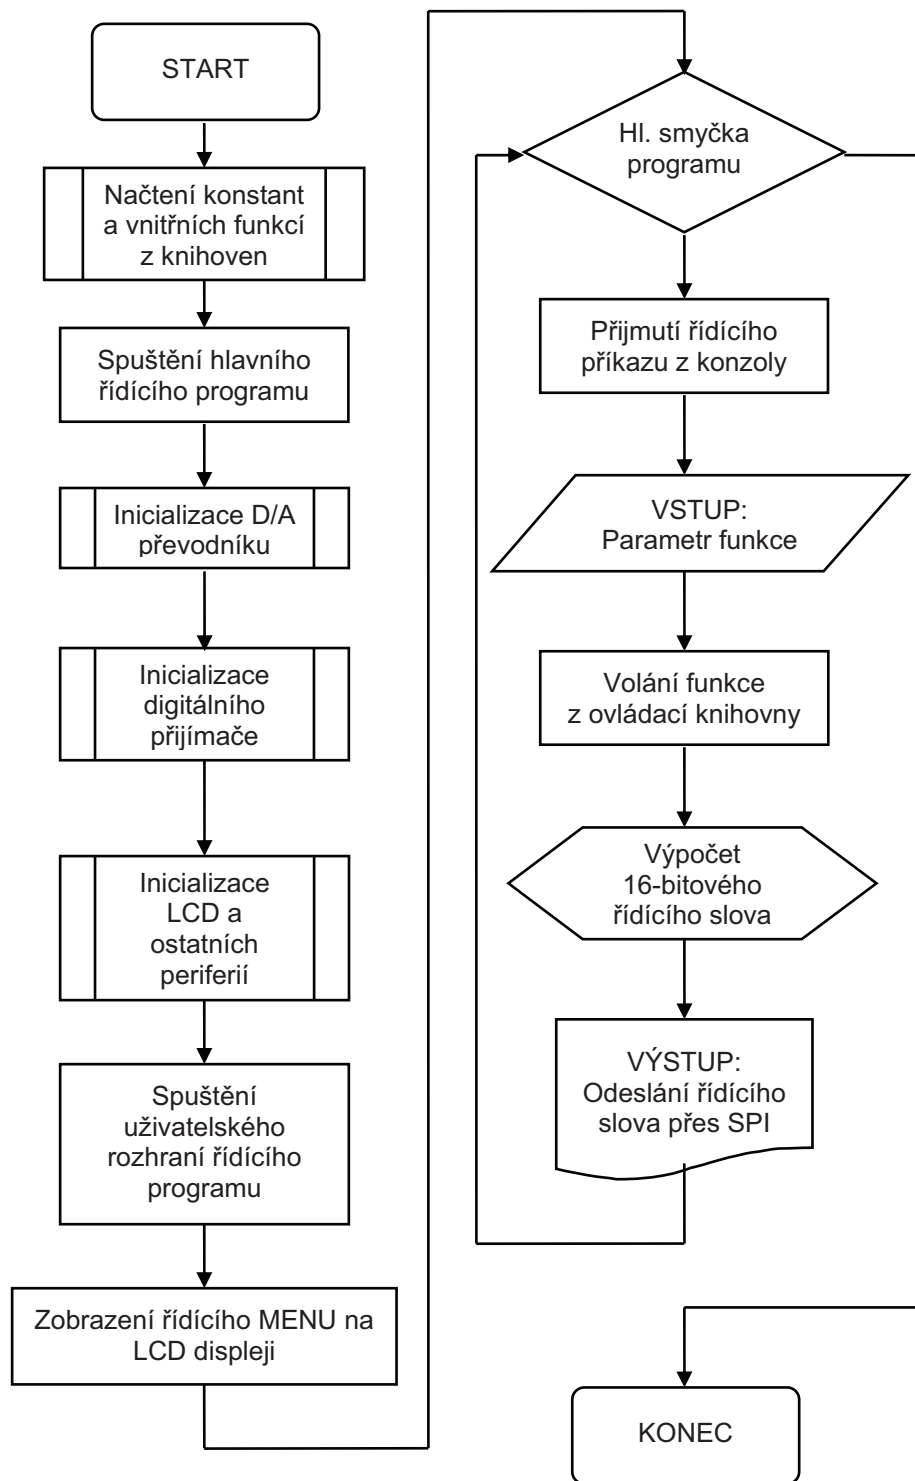 START
Načtení konstant
a vnitřních funkcí
z knihoven
Spuštění hlavního
řídícího programu
Inicializace D/A
převodníku
Inicializace
digitálního
přijímače
Inicializace
LCD a
ostatních
periferií
Spuštění
uživatelského
rozhraní řídícího
programu
Zobrazení řídícího MENU na
LCD displeji
Hl. smyčka
programu
Přijmutí řídícího
příkazu z konzoly
VSTUP:
Parametr funkce
Volání funkce
z ovládací knihovny
Výpočet
16-bitového
řídícího slova
VÝSTUP:
Odeslání řídícího
slova přes SPI
KONEC